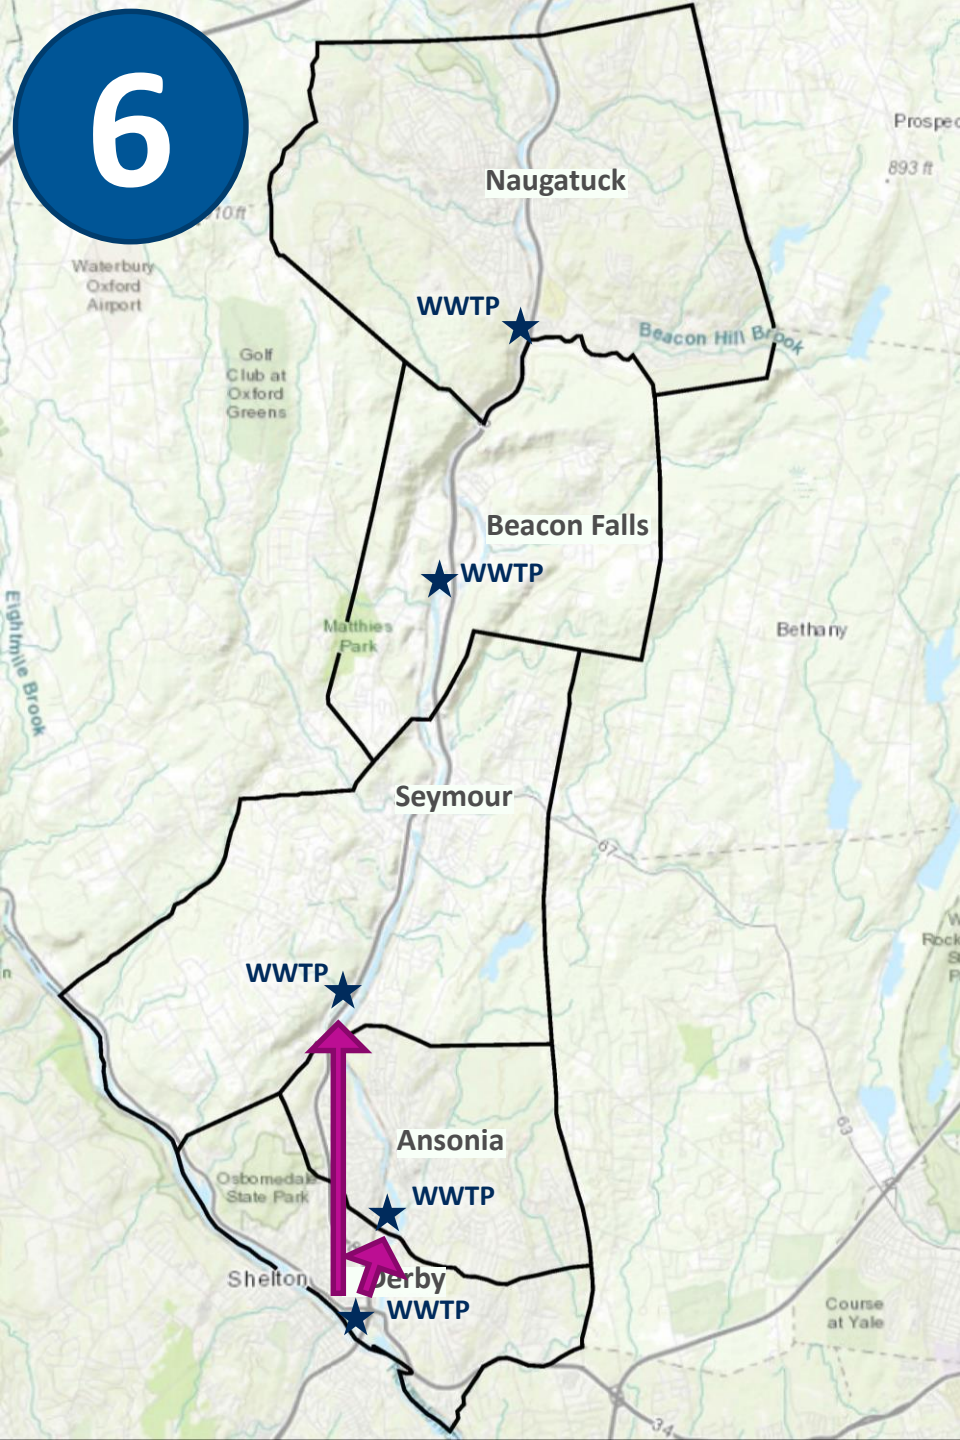 6
Prospec
893 ft
Naugatuck
10ft
Waterbury
Oxford
Airport
WWTP
Beacon Hill Brook
Golf
Club at
Oxford
Greens
Beacon Falls
WWTP
Eightmile Brook
Matthies
Park
Bethany
Seymour
67
W
Rock
S
P
n
WWTP
63
Ansonia
Osbornedale
State Park
WWTP
Shelton
Derby
WWTP
Course
at Yale
34